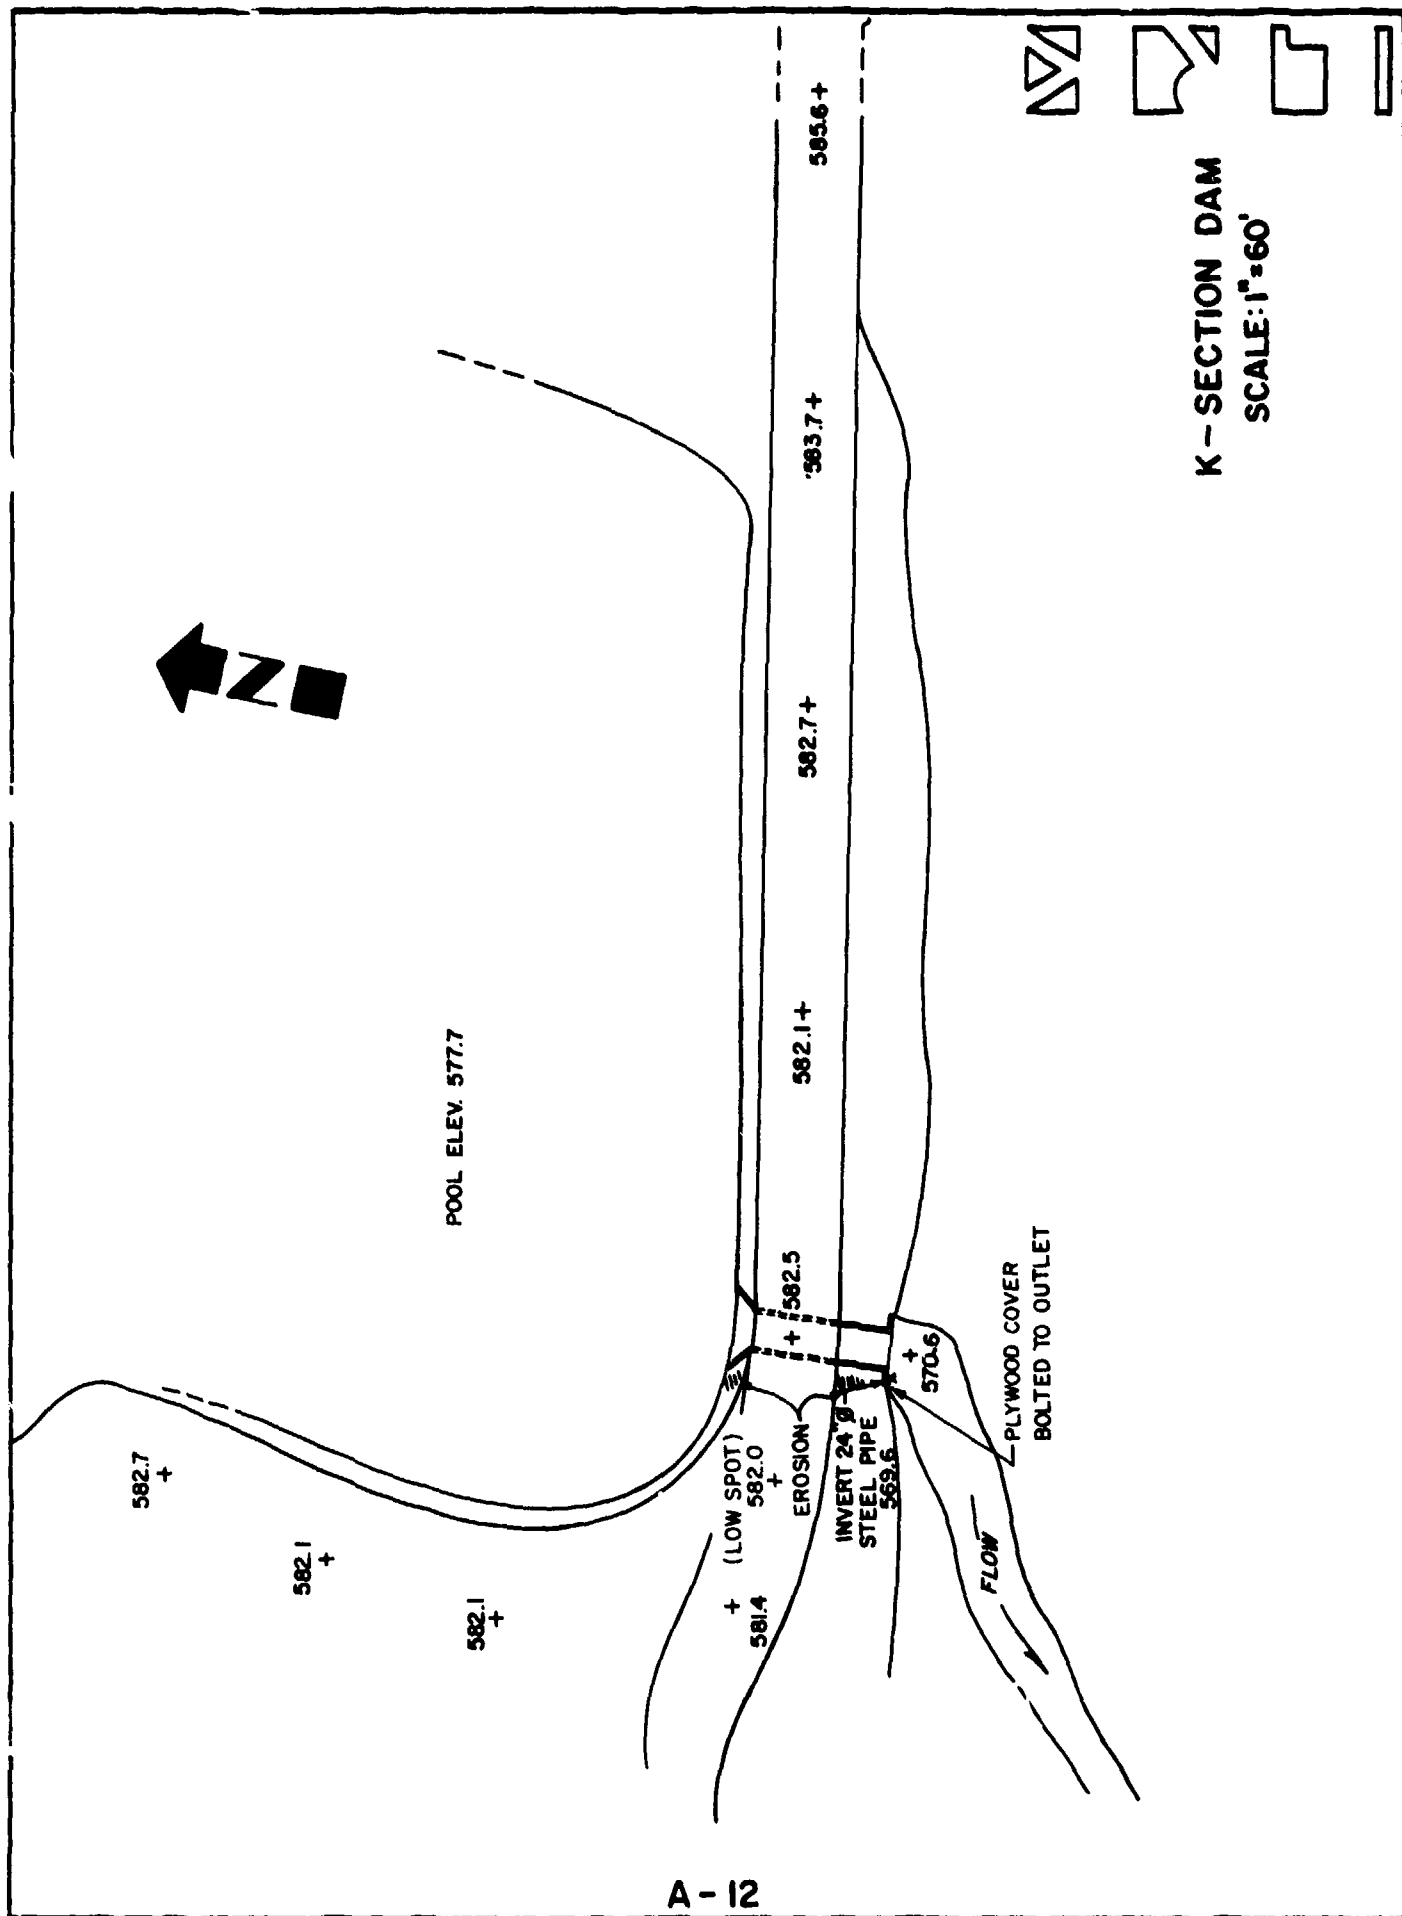 582.7
+
582.1
+
582.1
+
POOL ELEV. 577.7
N
585.6 +
583.7 +
582.7 +
582.1 +
582.5
+
(LOW SPOT)
582.0
+
+
581.4
EROSION
INVERT 24"Ø
STEEL PIPE
569.6
+
570.6
PLYWOOD COVER
BOLTED TO OUTLET
FLOW
K-SECTION DAM
SCALE: 1"=60'
A-12